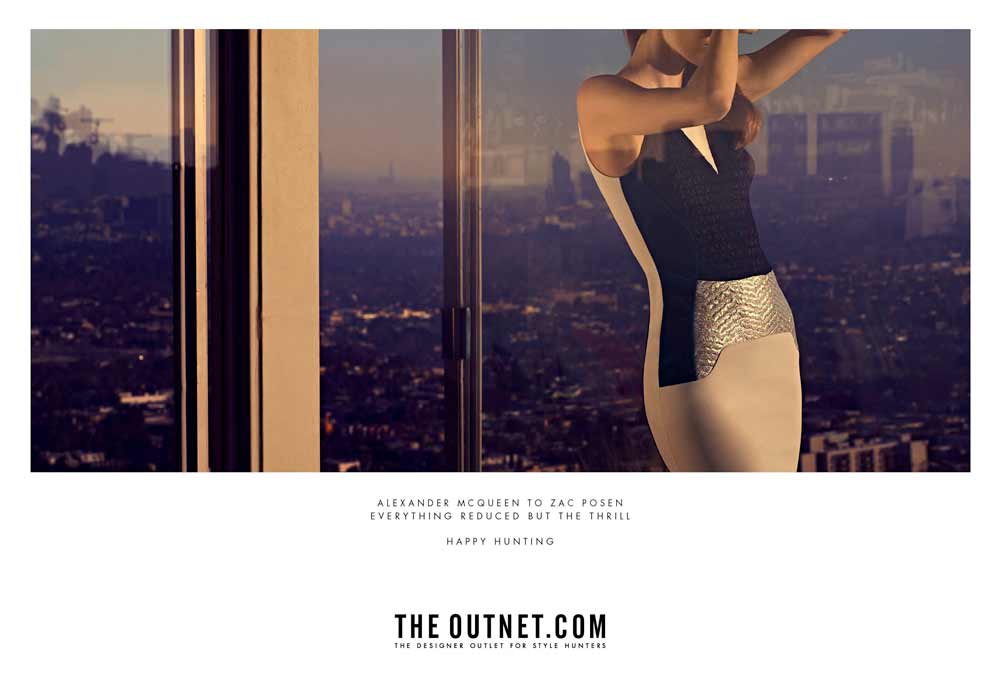 ALEXANDER MCQUEEN TO ZAC POSEN
EVERYTHING REDUCED BUT THE THRILL
HAPPY HUNTING
THE OUTNET.COM
THE DESIGNER OUTLET FOR STYLE HUNTERS